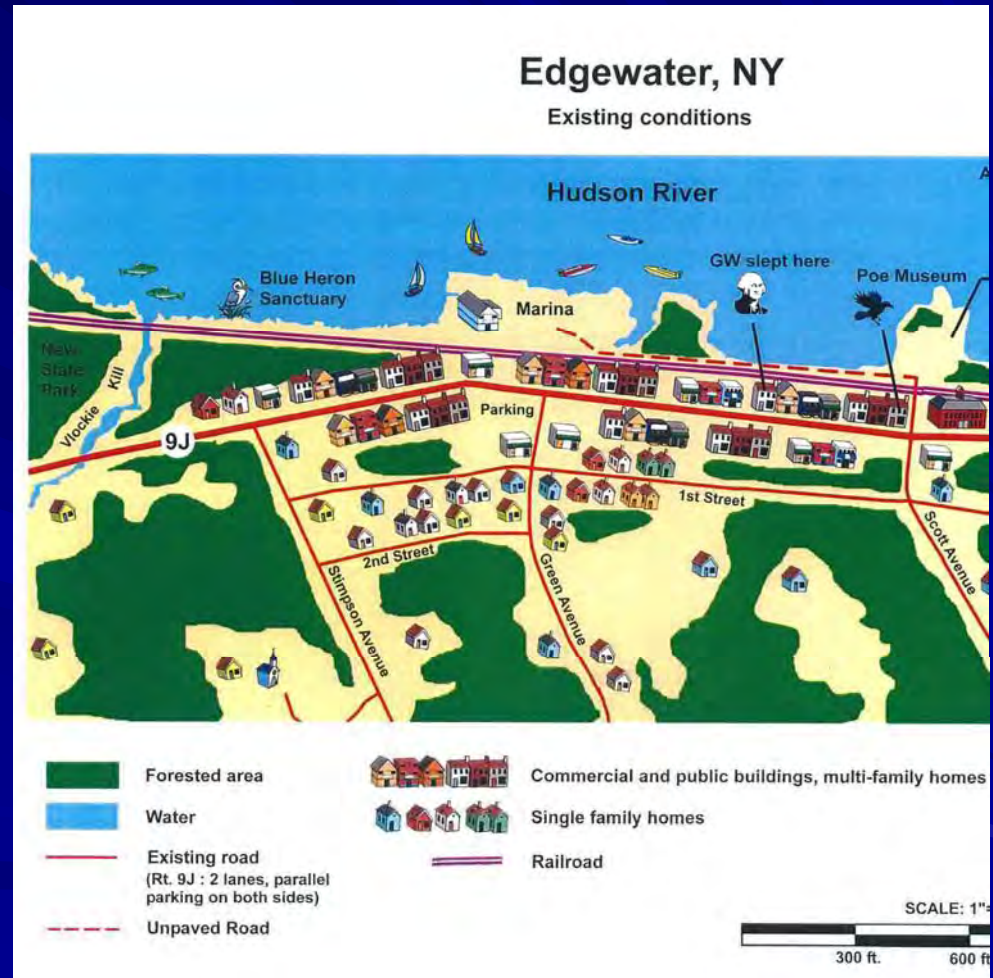 Edgewater, NY
Existing conditions
A
Hudson River
GW slept here
Poe Museum
Blue Heron
Sanctuary
Marina
New
State
Park
Vlockie
Kill
9J
Parking
1st Street
2nd Street
Stimpson Avenue
Green Avenue
Scott Avenue
Forested area
Water
Existing road
(Rt. 9J : 2 lanes, parallel
parking on both sides)
Unpaved Road
Commercial and public buildings, multi-family homes
Single family homes
Railroad
SCALE: 1"=
300 ft.
600 ft